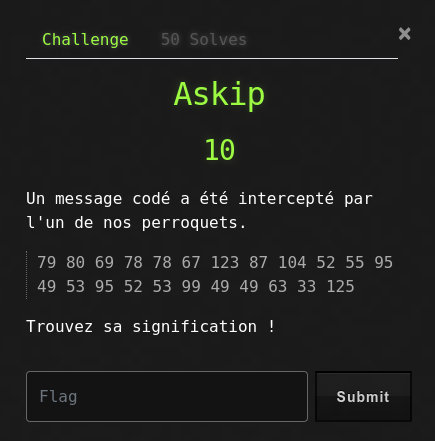 Challenge 50 Solves ×
Askip
10
Un message codé a été intercepté par
l'un de nos perroquets.
79 80 69 78 78 67 123 87 104 52 55 95
49 53 95 52 53 99 49 49 63 33 125
Trouvez sa signification !
Flag Submit